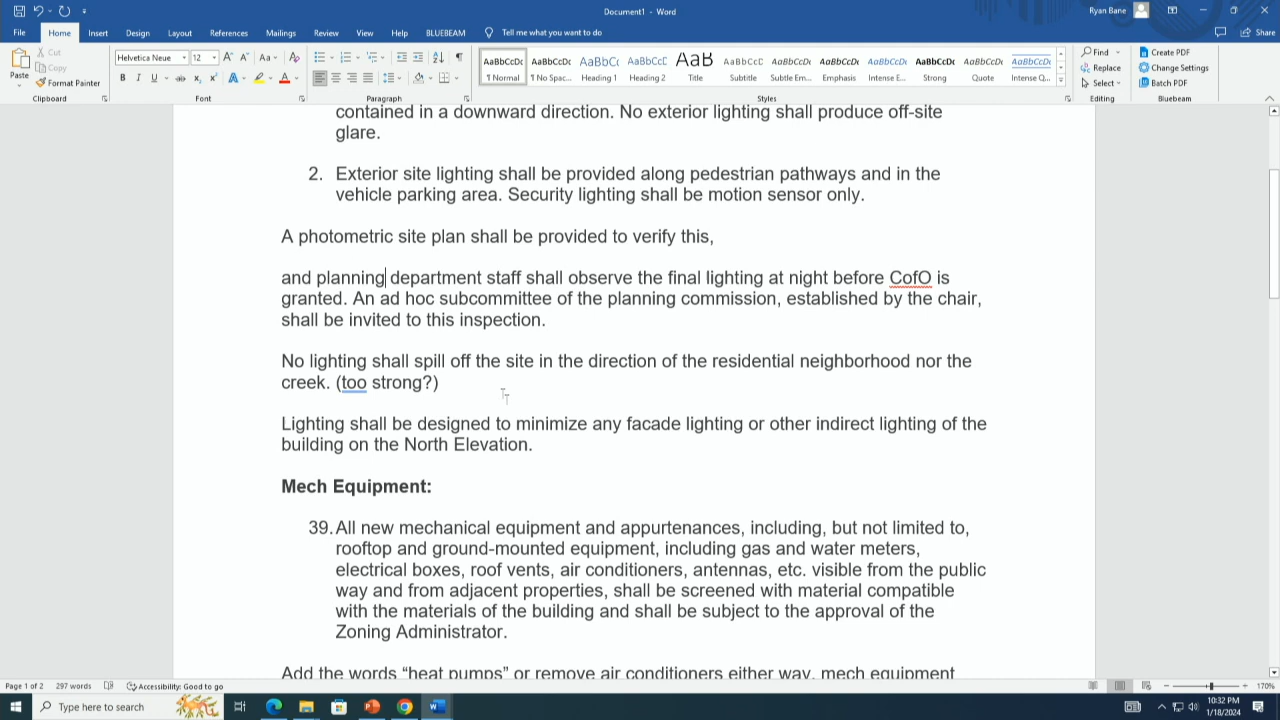 Document1 - Word
Ryan Bane
File Home Insert Design Layout References Mailings Review View Help BLUEBEAM Tell me what you want to do Share
Paste
Cut
Copy
Format Painter
Clipboard
Helvetica Neue 12
Font
Paragraph
AaBbCcDc AaBbCcDc AaBbC( AaBbCcC AaB AaBbCcC AaBbCcDt AaBbCcDt AaBbCcDt AaBbCcDc AaBbCcDt AaBbCcDt
¶ Normal ¶ No Spac... Heading 1 Heading 2 Title Subtitle Subtle Em... Emphasis Intense E... Strong Quote Intense Q...
Styles
Find
Replace
Select
Editing
Create PDF
Change Settings
Batch PDF
Bluebeam
contained in a downward direction. No exterior lighting shall produce off-site
glare.
2. Exterior site lighting shall be provided along pedestrian pathways and in the
vehicle parking area. Security lighting shall be motion sensor only.
A photometric site plan shall be provided to verify this,
and planning department staff shall observe the final lighting at night before CofO is
granted. An ad hoc subcommittee of the planning commission, established by the chair,
shall be invited to this inspection.
No lighting shall spill off the site in the direction of the residential neighborhood nor the
creek. (too strong?)
Lighting shall be designed to minimize any facade lighting or other indirect lighting of the
building on the North Elevation.
Mech Equipment:
39. All new mechanical equipment and appurtenances, including, but not limited to,
rooftop and ground-mounted equipment, including gas and water meters,
electrical boxes, roof vents, air conditioners, antennas, etc. visible from the public
way and from adjacent properties, shall be screened with material compatible
with the materials of the building and shall be subject to the approval of the
Zoning Administrator.
Add the words “heat pumps” or remove air conditioners either way, mech equipment
Page 1 of 2 297 words Accessibility: Good to go 170%
Type here to search
10:32 PM
1/18/2024